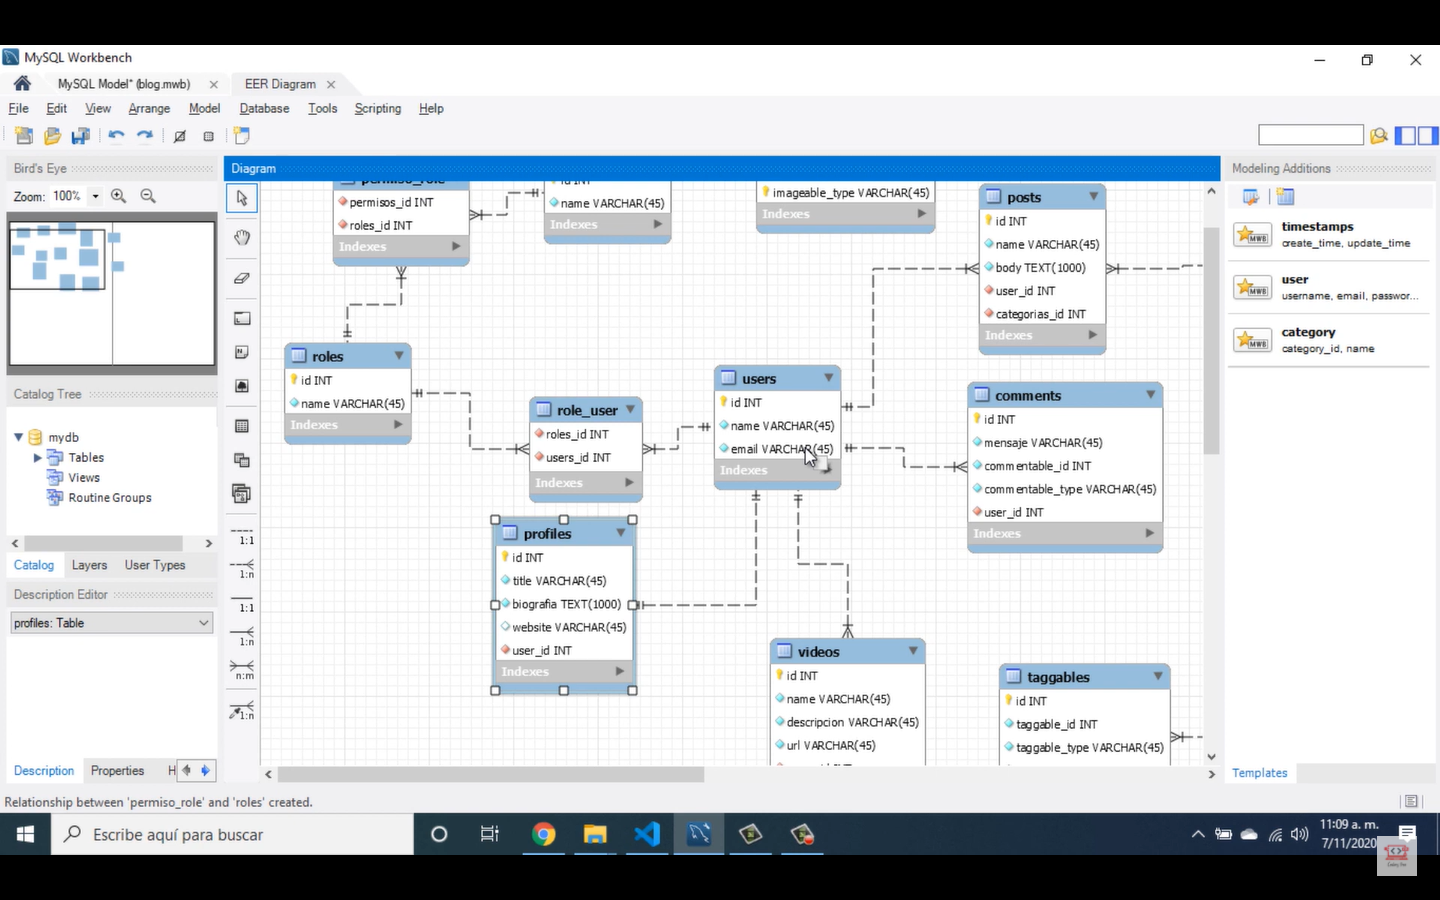 MySQL Workbench
MySQL Model* (blog.mwb)
EER Diagram
File Edit View Arrange Model Database Tools Scripting Help
Bird's Eye
Zoom: 100%
Catalog Tree
mydb
Tables
Views
Routine Groups
Catalog Layers User Types
Description Editor
profiles: Table
Description Properties H
1:1
1:n
1:1
1:n
n:m
1:n
Diagram
permiso_role
permisos_id INT
roles_id INT
Indexes
id INT
name VARCHAR(45)
Indexes
imageable_type VARCHAR(45)
Indexes
posts
id INT
name VARCHAR(45)
body TEXT(1000)
user_id INT
categorias_id INT
Indexes
roles
id INT
name VARCHAR(45)
Indexes
role_user
roles_id INT
users_id INT
Indexes
users
id INT
name VARCHAR(45)
email VARCHAR(45)
Indexes
comments
id INT
mensaje VARCHAR(45)
commentable_id INT
commentable_type VARCHAR(45)
user_id INT
Indexes
profiles
id INT
title VARCHAR(45)
biografia TEXT(1000)
website VARCHAR(45)
user_id INT
Indexes
videos
id INT
name VARCHAR(45)
descripcion VARCHAR(45)
url VARCHAR(45)
taggables
id INT
taggable_id INT
taggable_type VARCHAR(45)
Modeling Additions
MWB
timestamps
create_time, update_time
MWB
user
username, email, passwor...
MWB
category
category_id, name
Templates
Relationship between 'permiso_role' and 'roles' created.
Escribe aquí para buscar
11:09 a. m.
7/11/2020